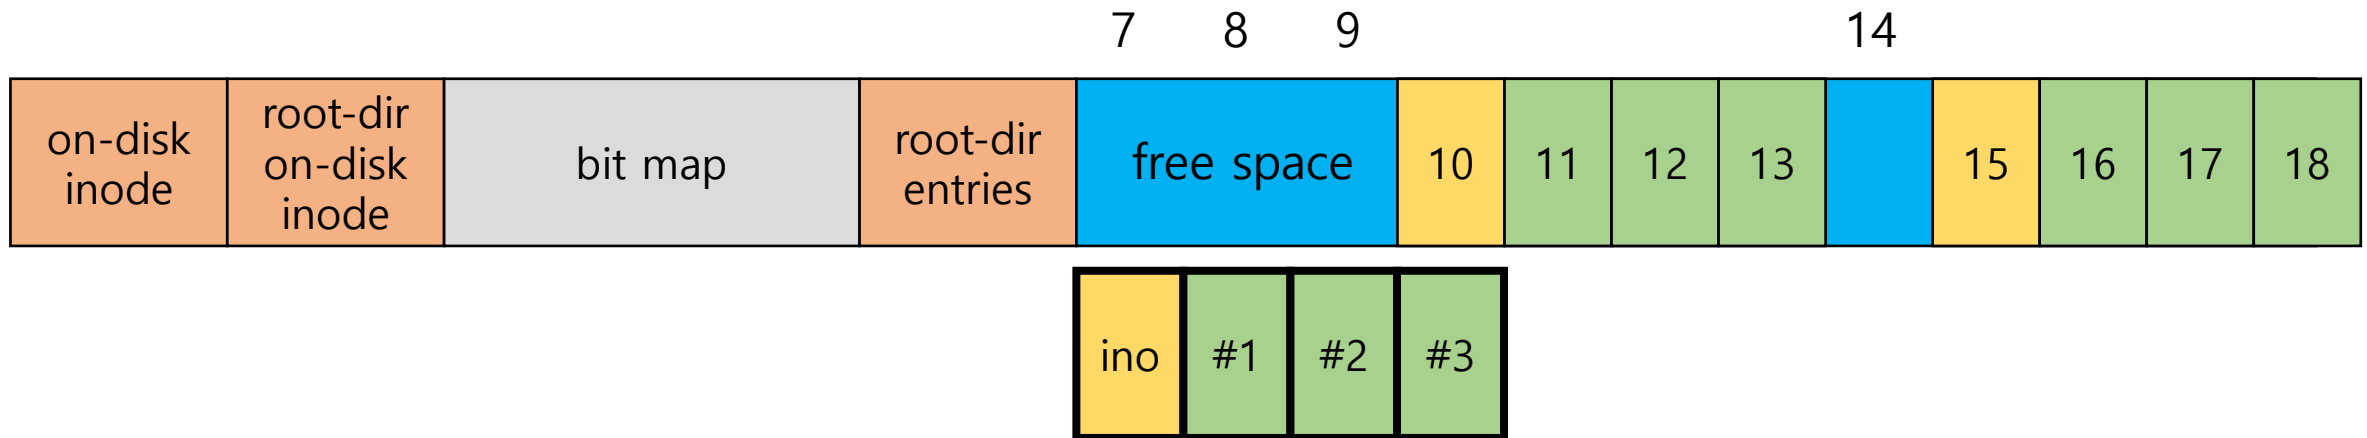 7 8 9 14
on-disk
inode
root-dir
on-disk
inode
bit map
root-dir
entries
free space
10
11
12
13
15
16
17
18
ino
#1
#2
#3